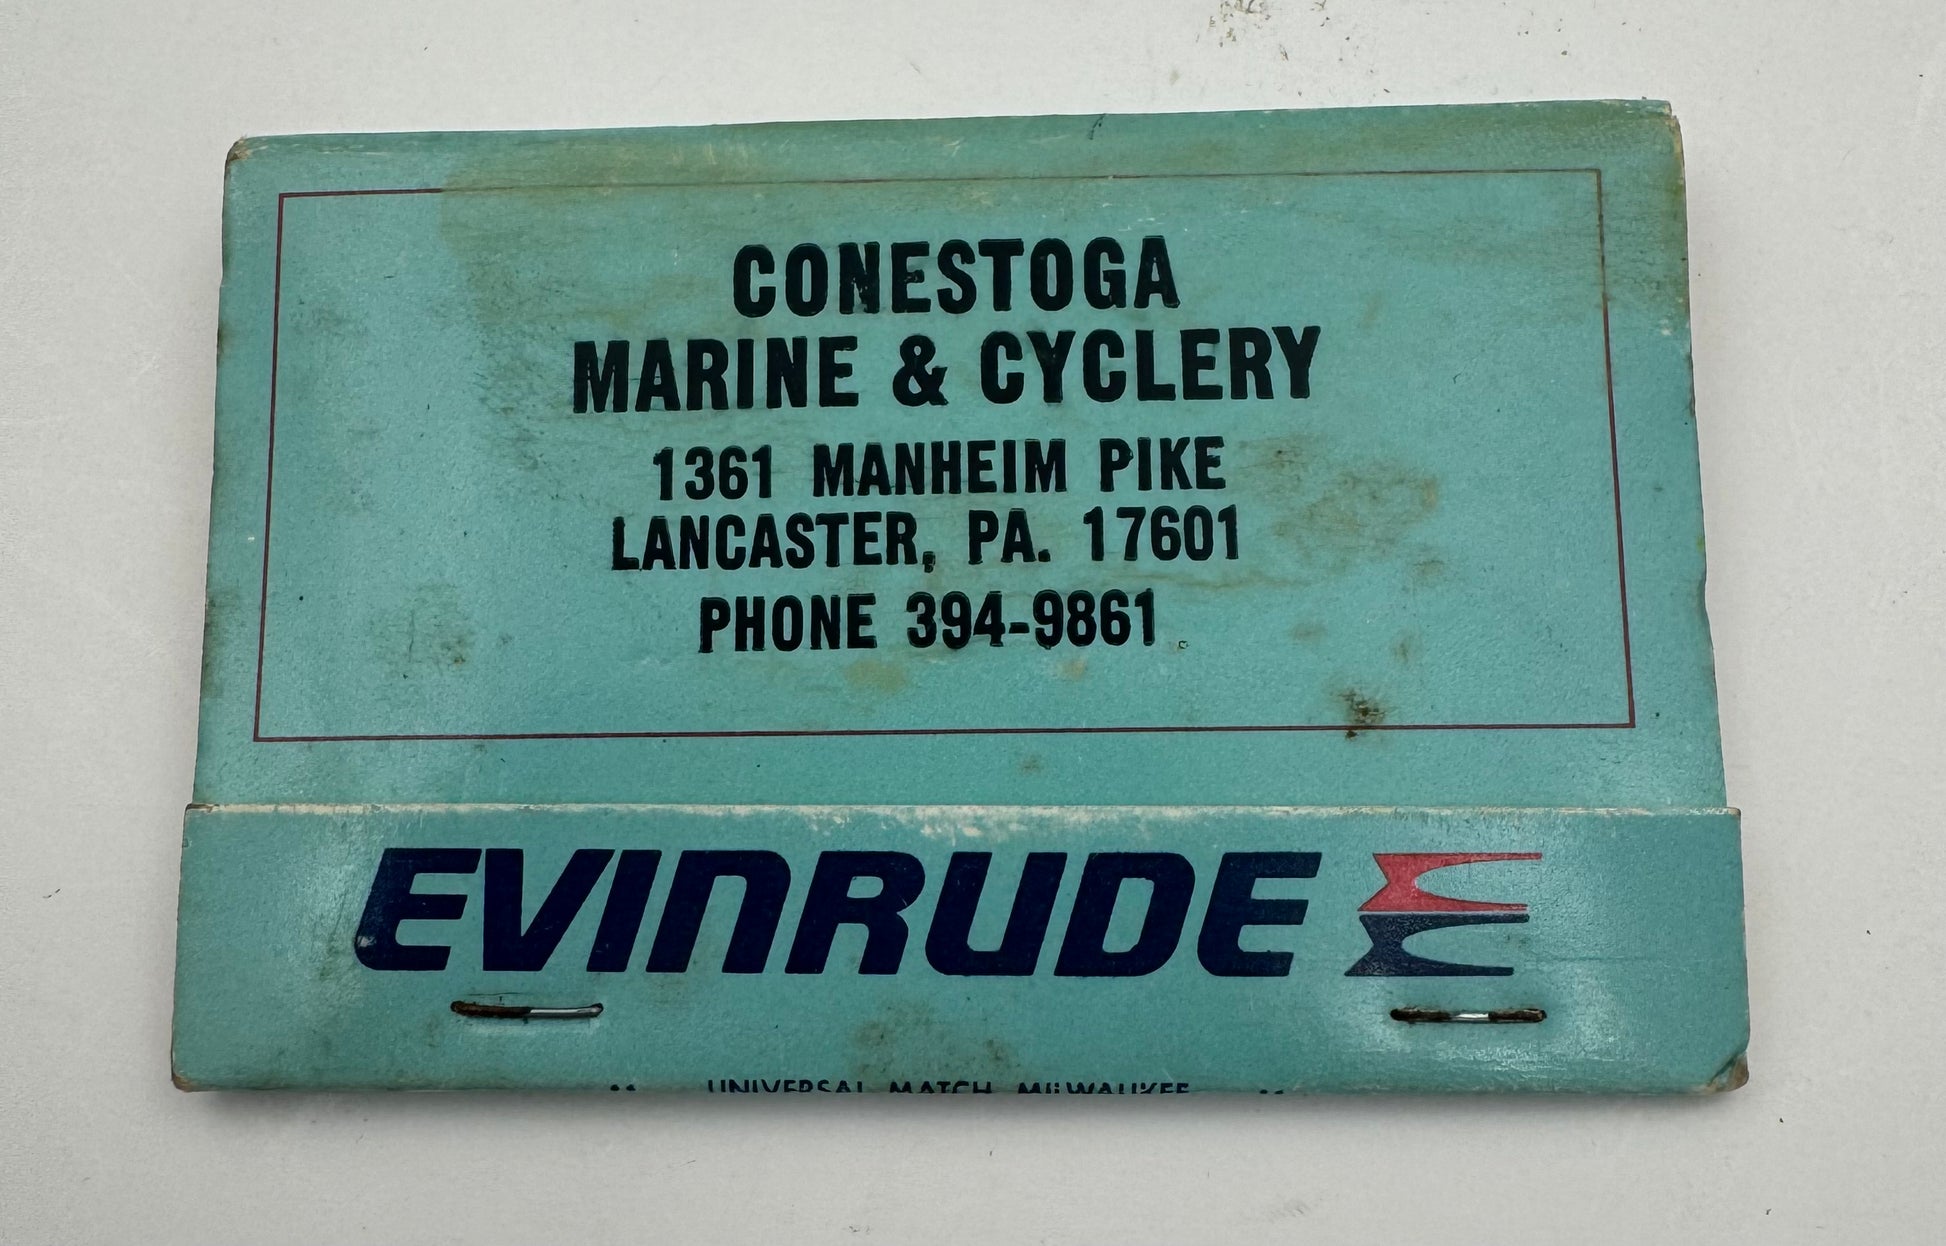 CONESTOGA
MARINE & CYCLERY
1361 MANHEIM PIKE
LANCASTER, PA. 17601
PHONE 394-9861
EVINRUDE
UNIVERSAL MATCH MILWAUKEE